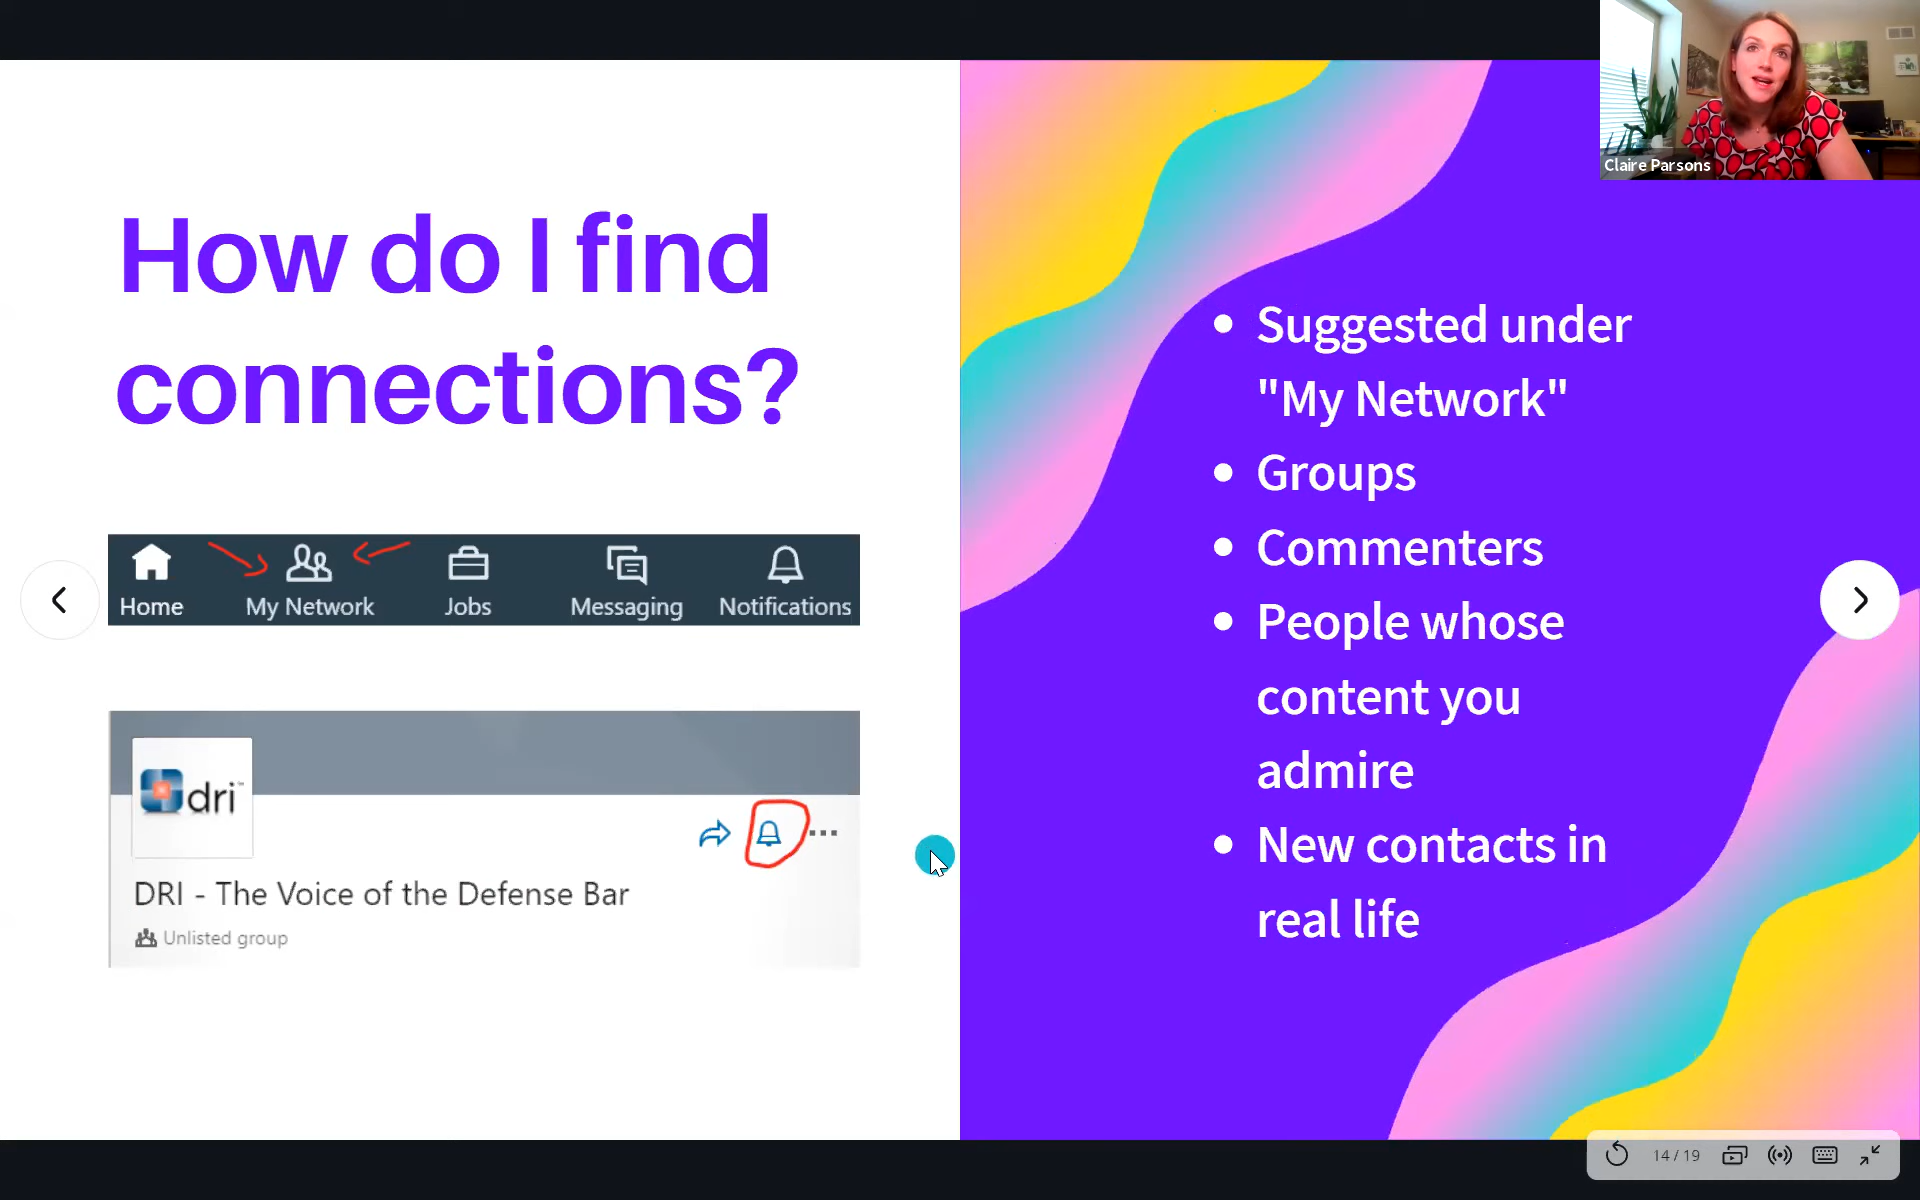 How do I find
connections?
Home
My Network
Jobs
Messaging
Notifications
dri
DRI - The Voice of the Defense Bar
Unlisted group
Claire Parsons
• Suggested under
"My Network"
• Groups
• Commenters
• People whose
content you
admire
• New contacts in
real life
14 / 19